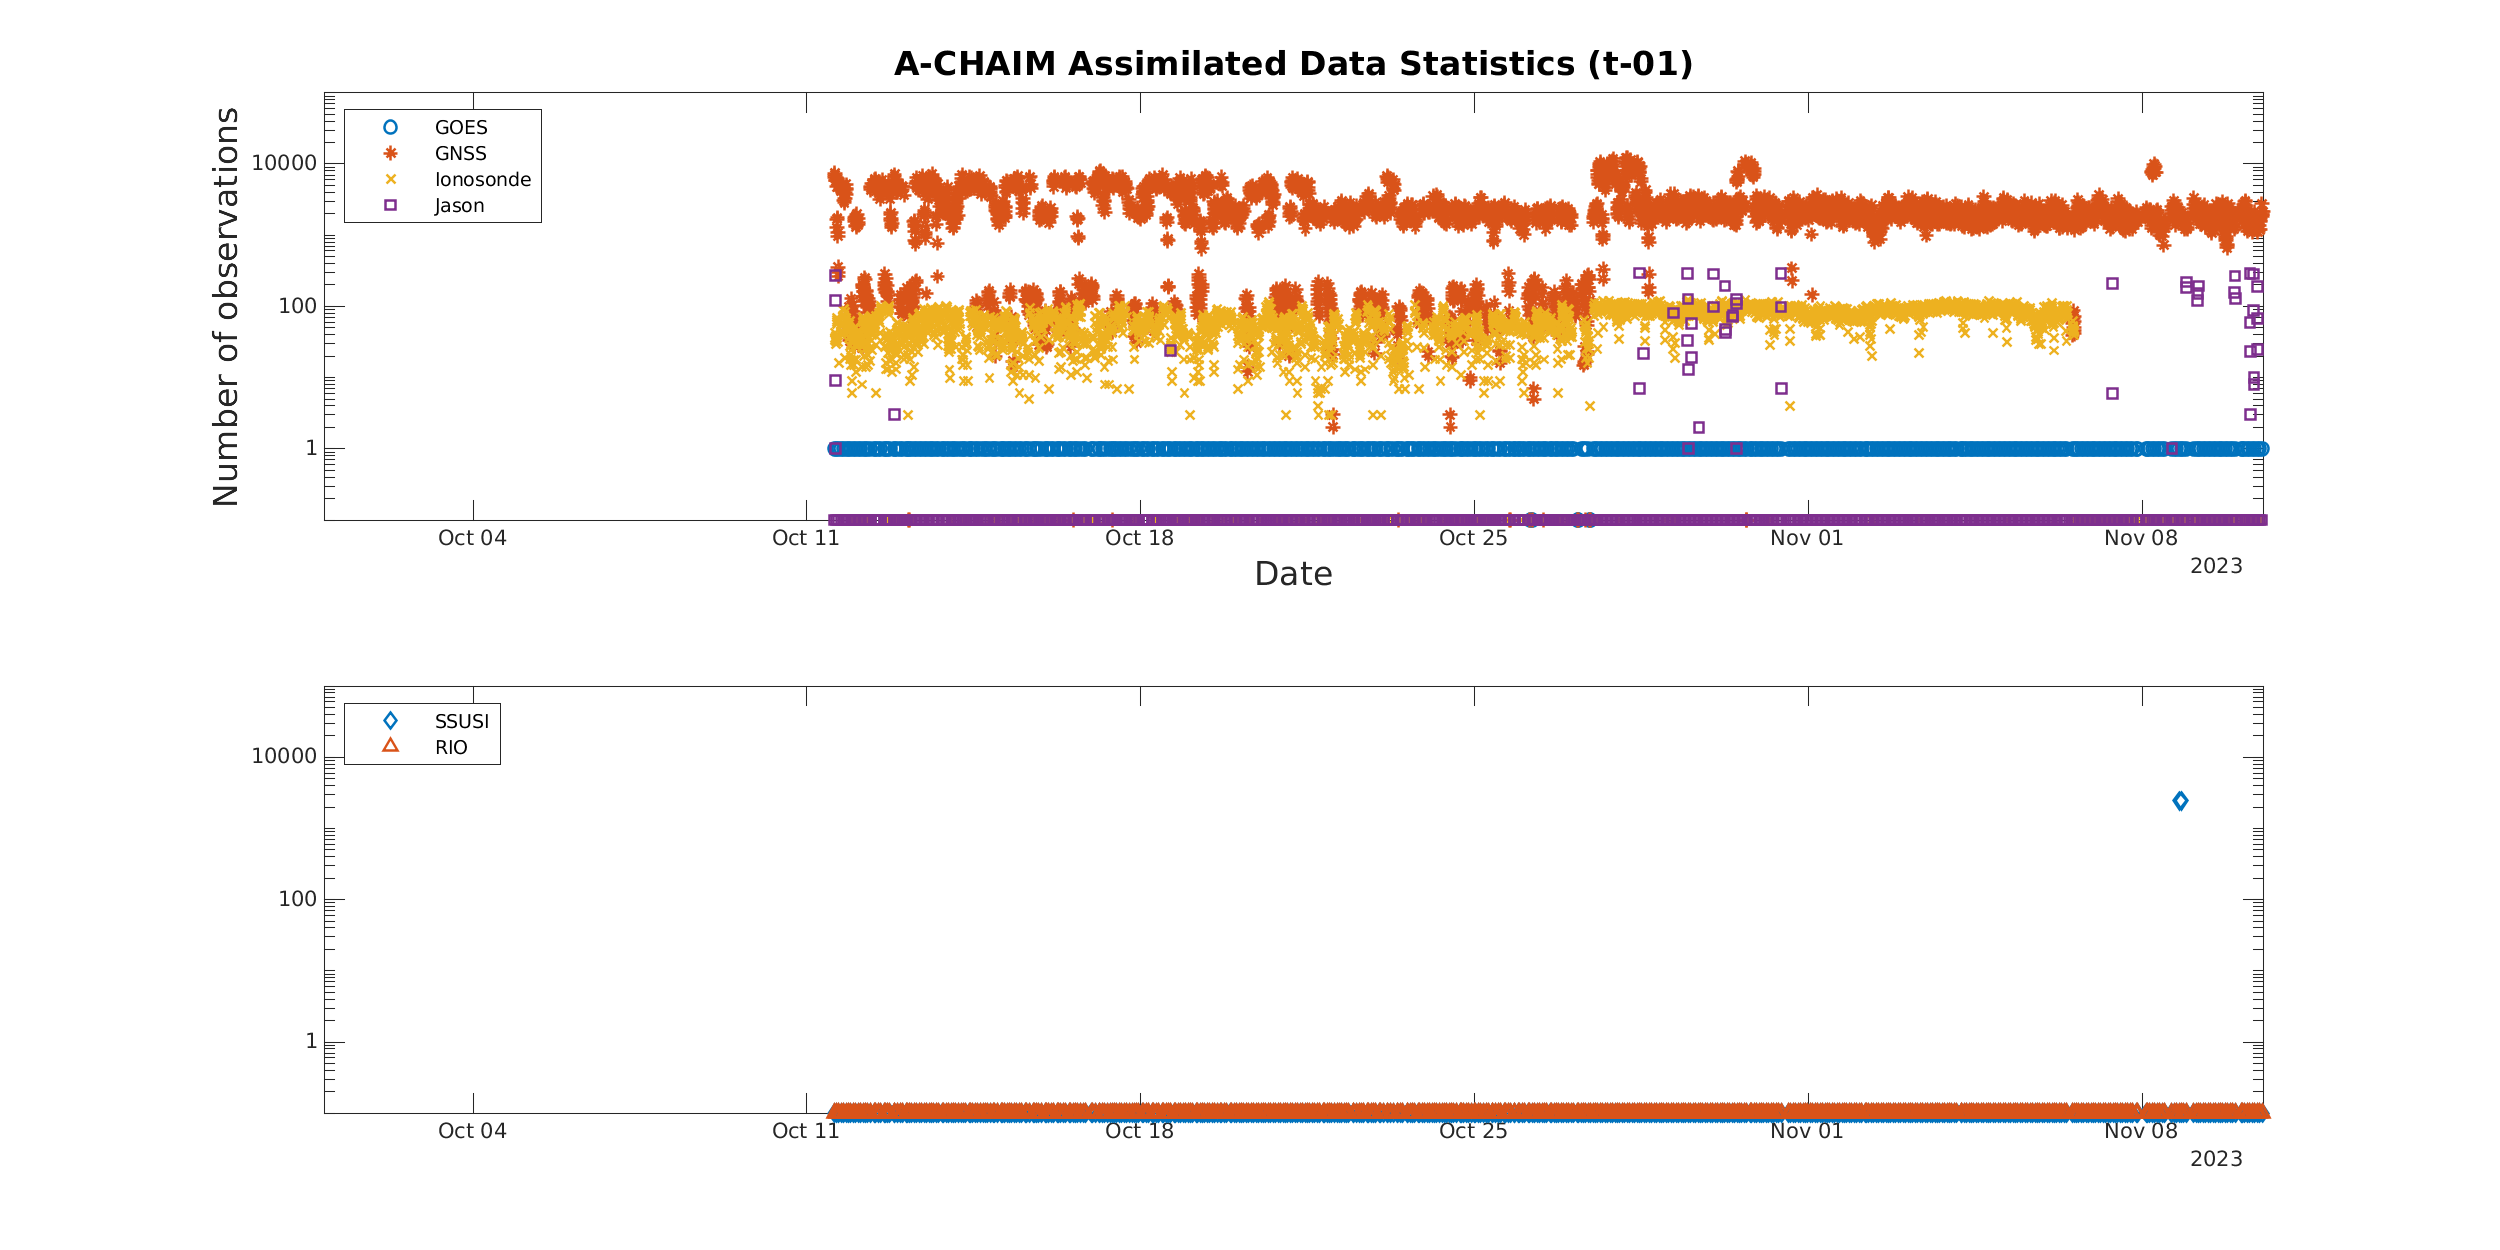 A-CHAIM Assimilated Data Statistics (t-01)
Number of observations
10000
100
1
GOES
GNSS
Ionosonde
Jason
Oct 04
Oct 11
Oct 18
Oct 25
Nov 01
Nov 08
2023
Date
10000
100
1
SSUSI
RIO
Oct 04
Oct 11
Oct 18
Oct 25
Nov 01
Nov 08
2023